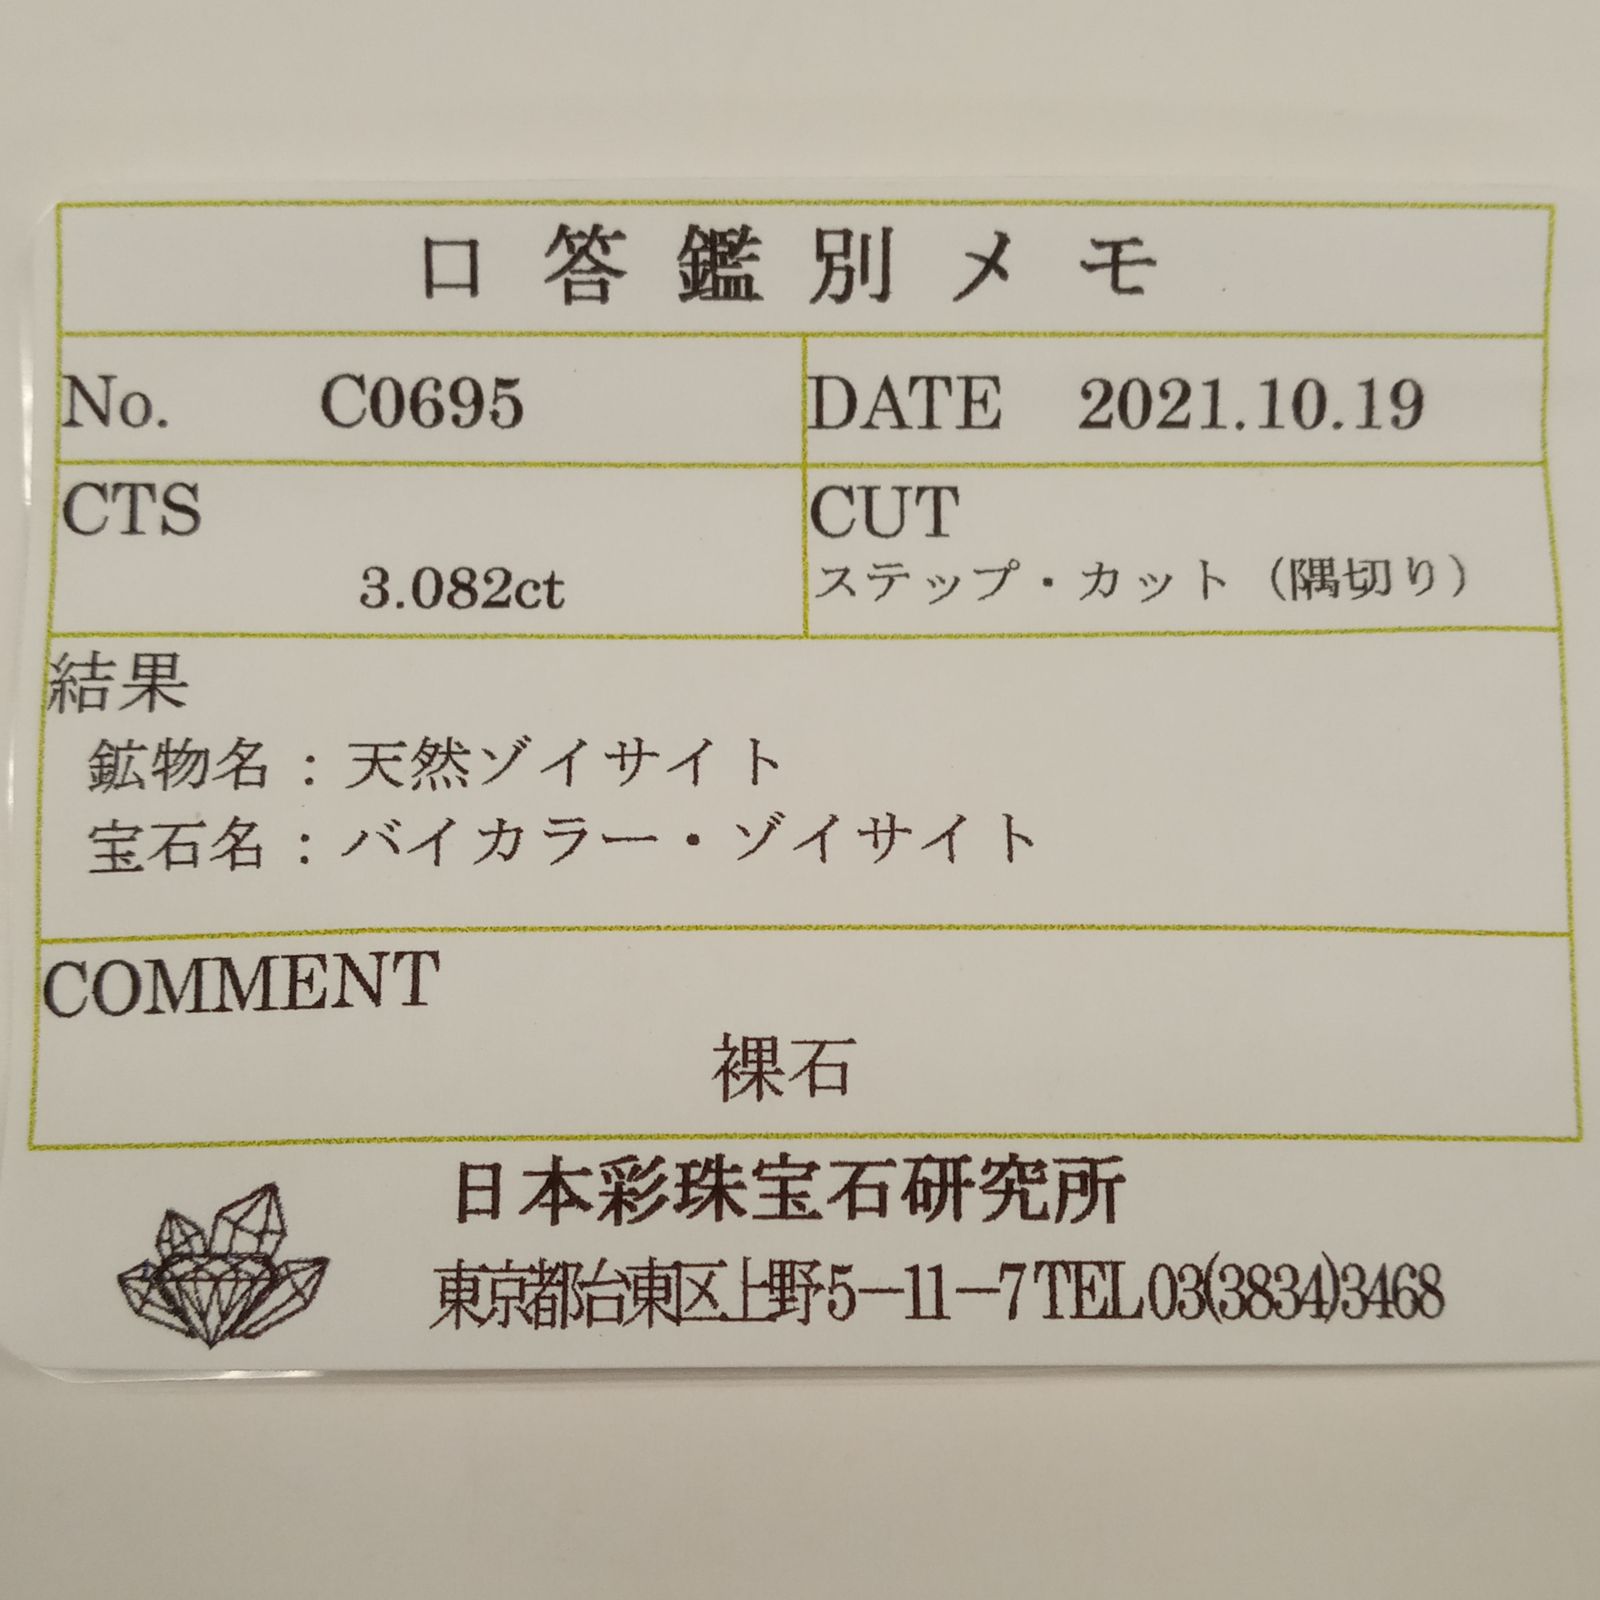 口答鑑別メモ
No. C0695
DATE 2021.10.19
CTS
3.082ct
CUT
ステップ・カット（隅切り）
結果
鉱物名：天然ゾイサイト
宝石名：バイカラー・ゾイサイト
COMMENT
裸石
日本彩珠宝石研究所
東京都台東区上野5－11－7 TEL 03(3834)3468